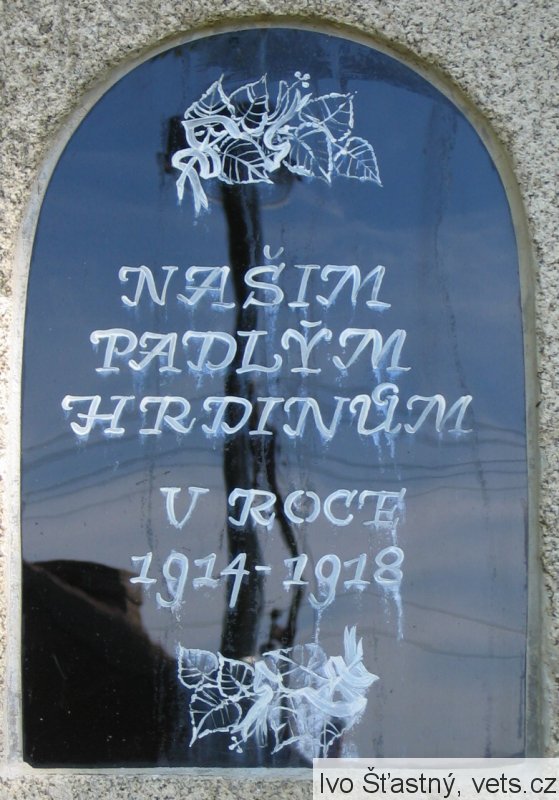 NAŠIM
PADLÝM
HRDINŮM
V ROCE
1914-1918
Ivo Šťastný, vets.cz